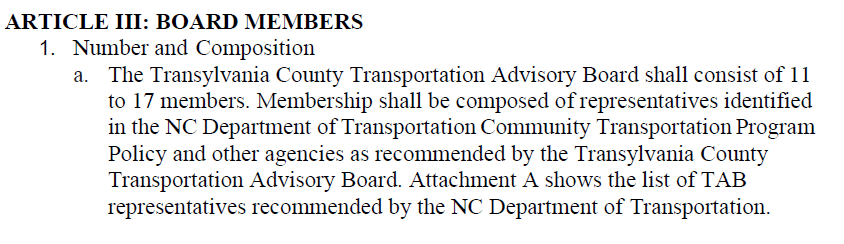 ARTICLE III: BOARD MEMBERS
1. Number and Composition
a. The Transylvania County Transportation Advisory Board shall consist of 11
to 17 members. Membership shall be composed of representatives identified
in the NC Department of Transportation Community Transportation Program
Policy and other agencies as recommended by the Transylvania County
Transportation Advisory Board. Attachment A shows the list of TAB
representatives recommended by the NC Department of Transportation.